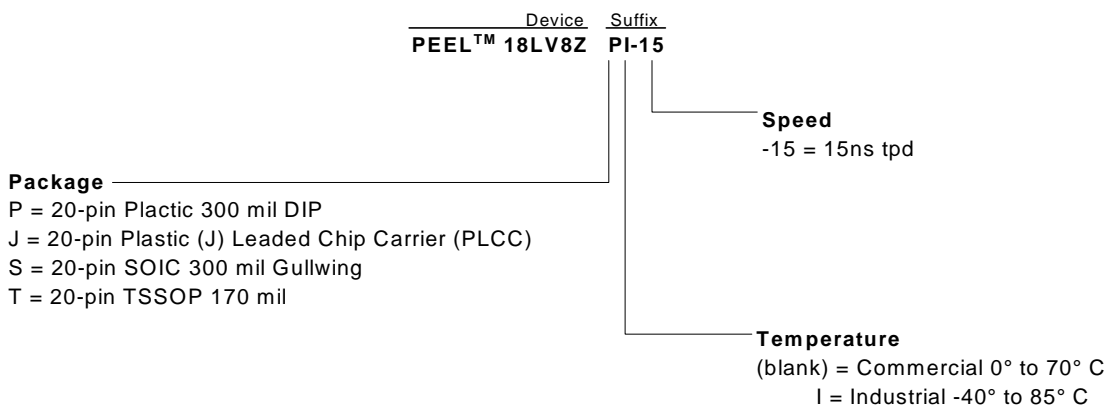 Device Suffix
PEEL™ 18LV8Z PI-15
Speed
-15 = 15ns tpd
Package
P = 20-pin Plactic 300 mil DIP
J = 20-pin Plastic (J) Leaded Chip Carrier (PLCC)
S = 20-pin SOIC 300 mil Gullwing
T = 20-pin TSSOP 170 mil
Temperature
(blank) = Commercial 0° to 70° C
I = Industrial -40° to 85° C